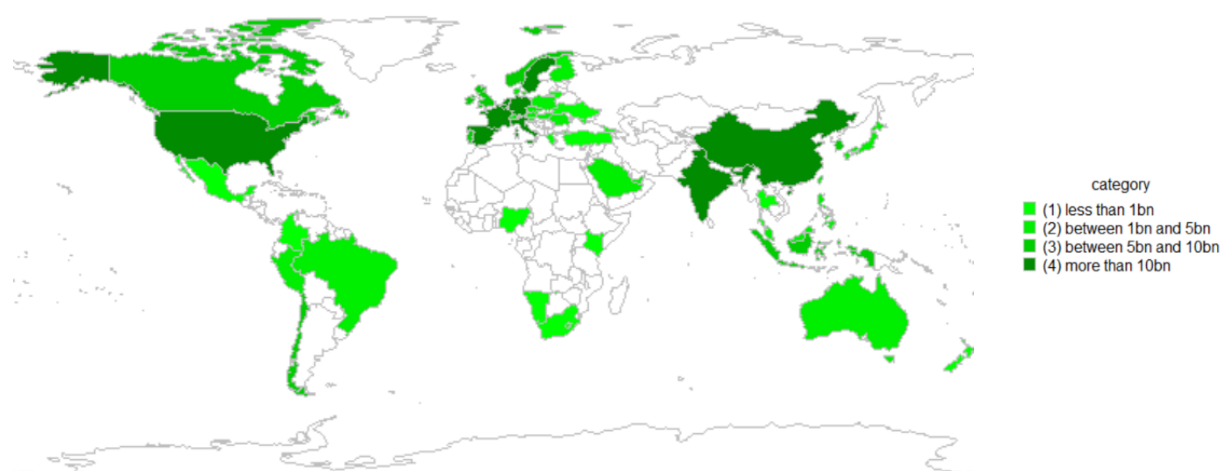 category
(1) less than 1bn
(2) between 1bn and 5bn
(3) between 5bn and 10bn
(4) more than 10bn